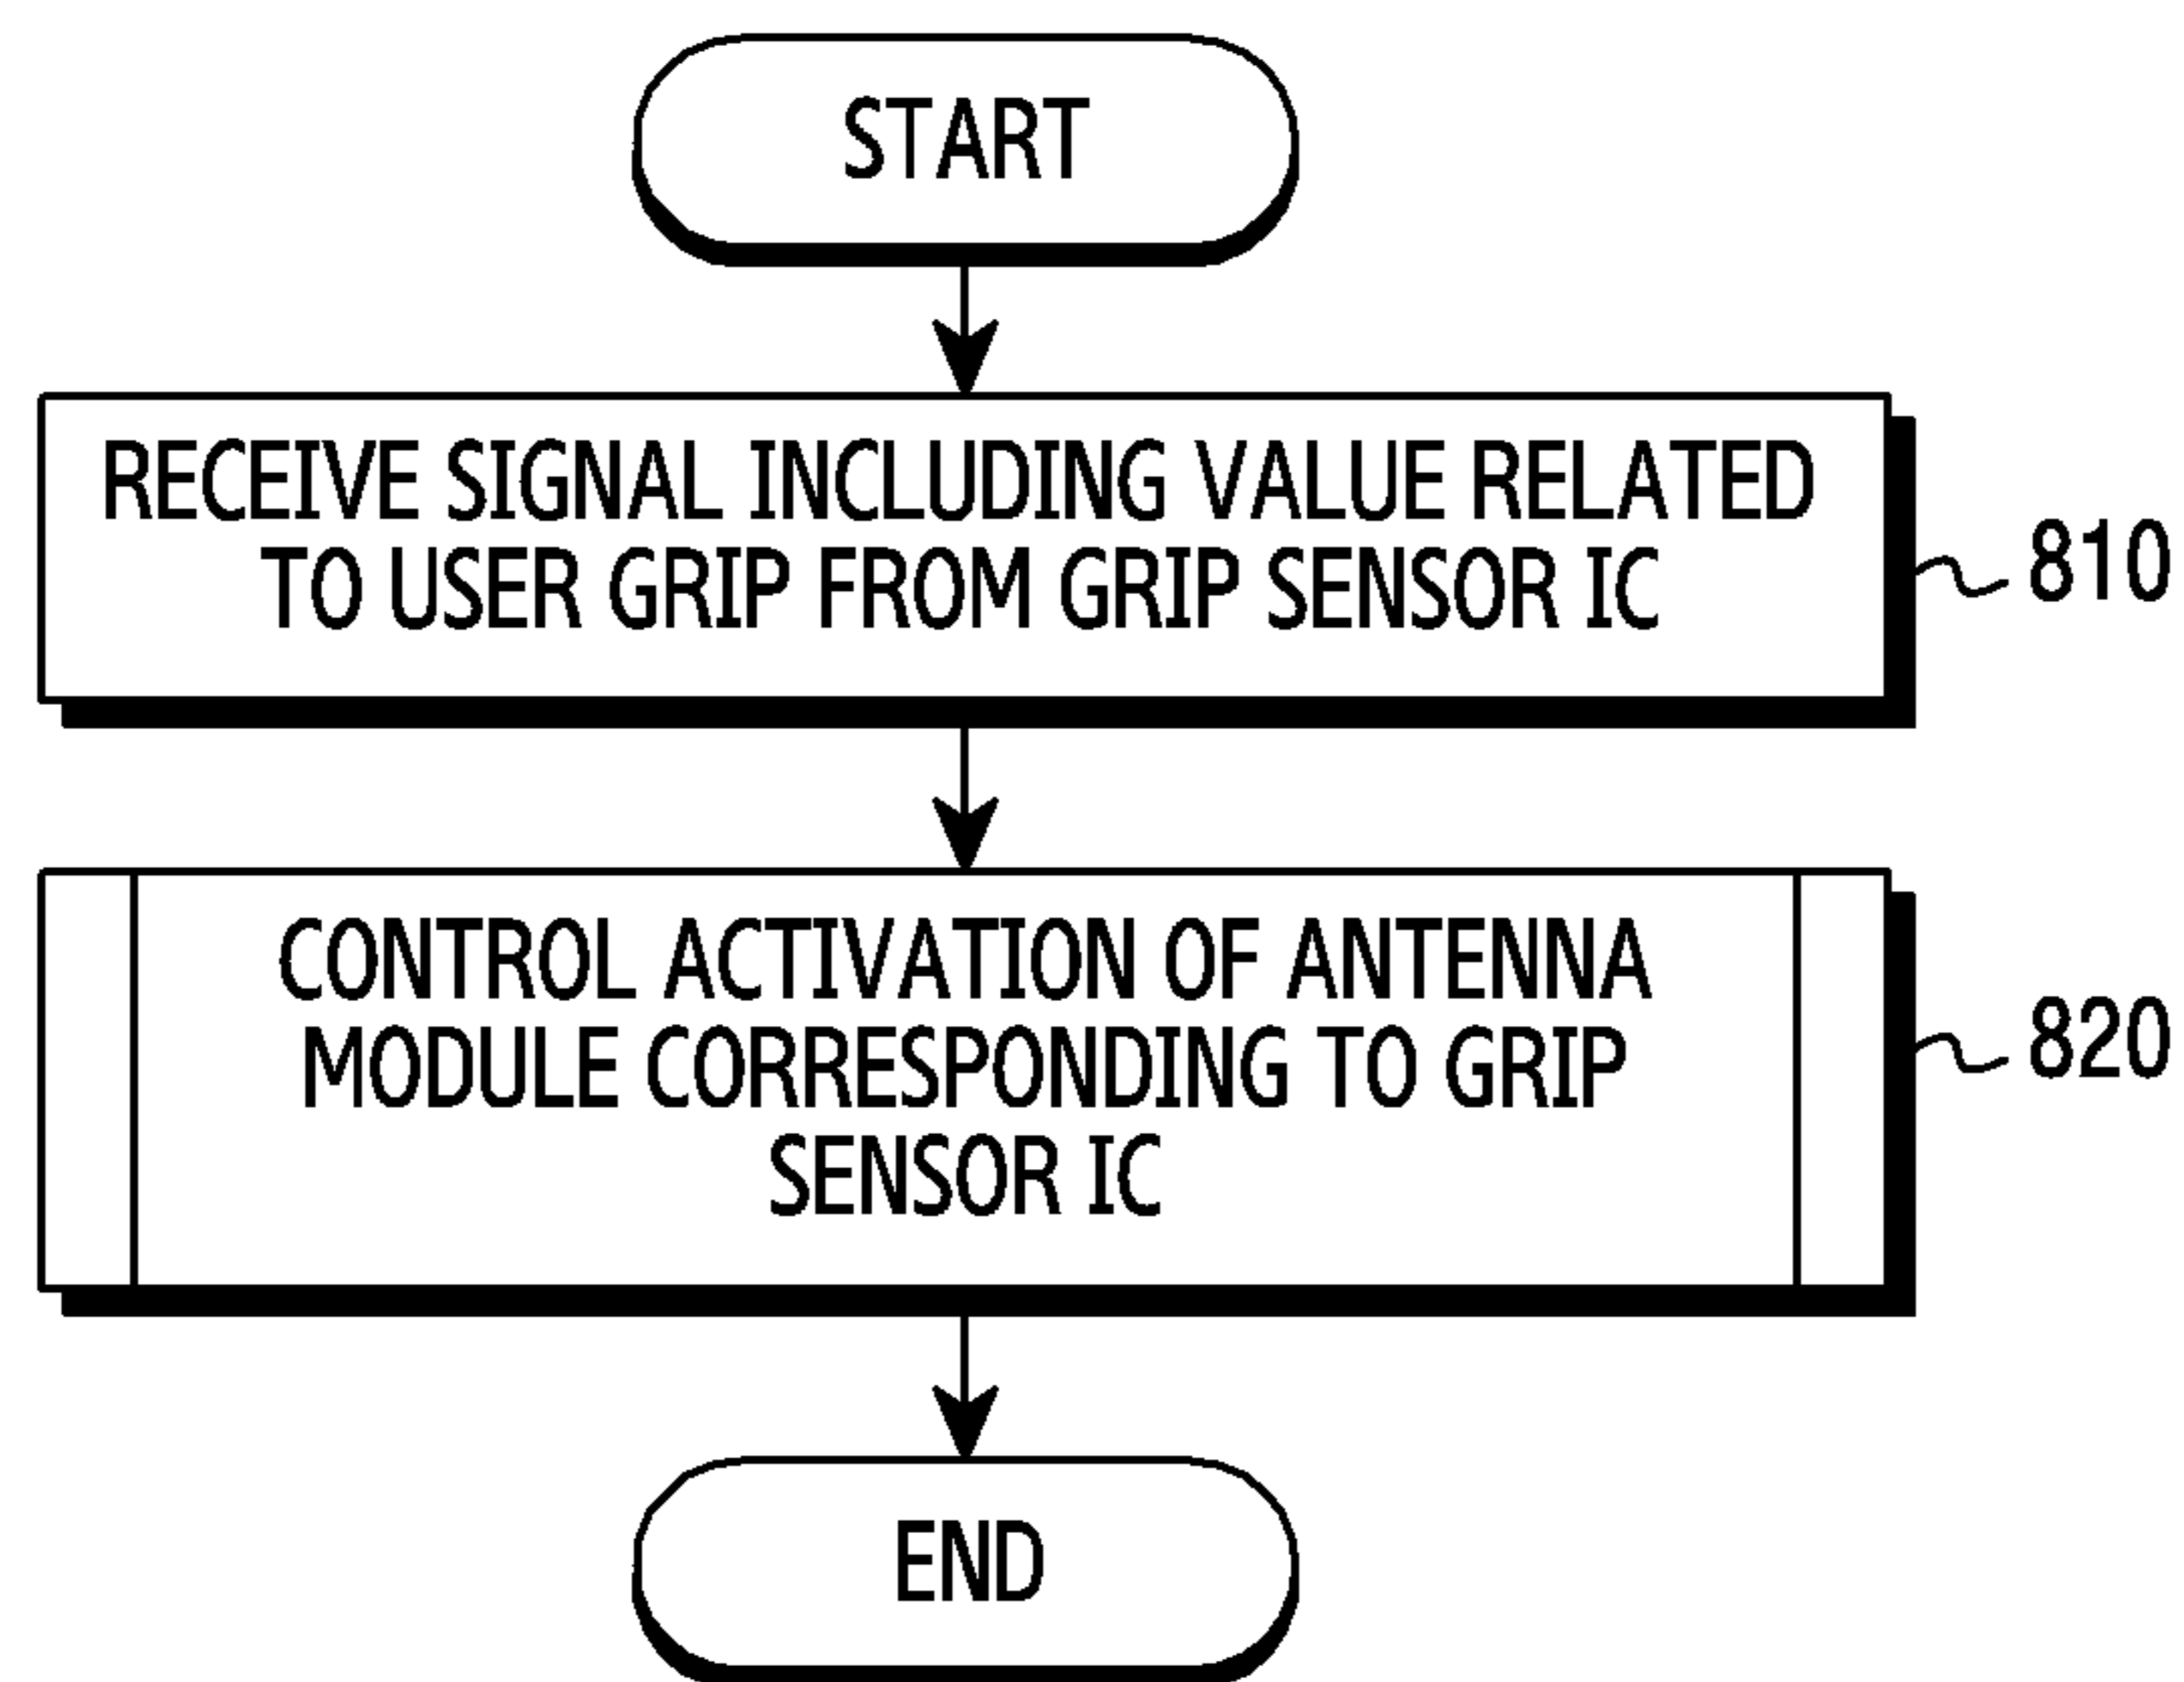 START
RECEIVE SIGNAL INCLUDING VALUE RELATED
TO USER GRIP FROM GRIP SENSOR IC
810
CONTROL ACTIVATION OF ANTENNA
MODULE CORRESPONDING TO GRIP
SENSOR IC
820
END